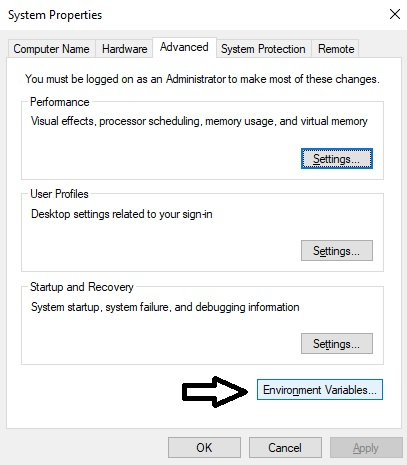 System Properties
Computer Name Hardware Advanced System Protection Remote
You must be logged on as an Administrator to make most of these changes.
Performance
Visual effects, processor scheduling, memory usage, and virtual memory
Settings...
User Profiles
Desktop settings related to your sign-in
Settings...
Startup and Recovery
System startup, system failure, and debugging information
Settings...
Environment Variables...
OK Cancel Apply